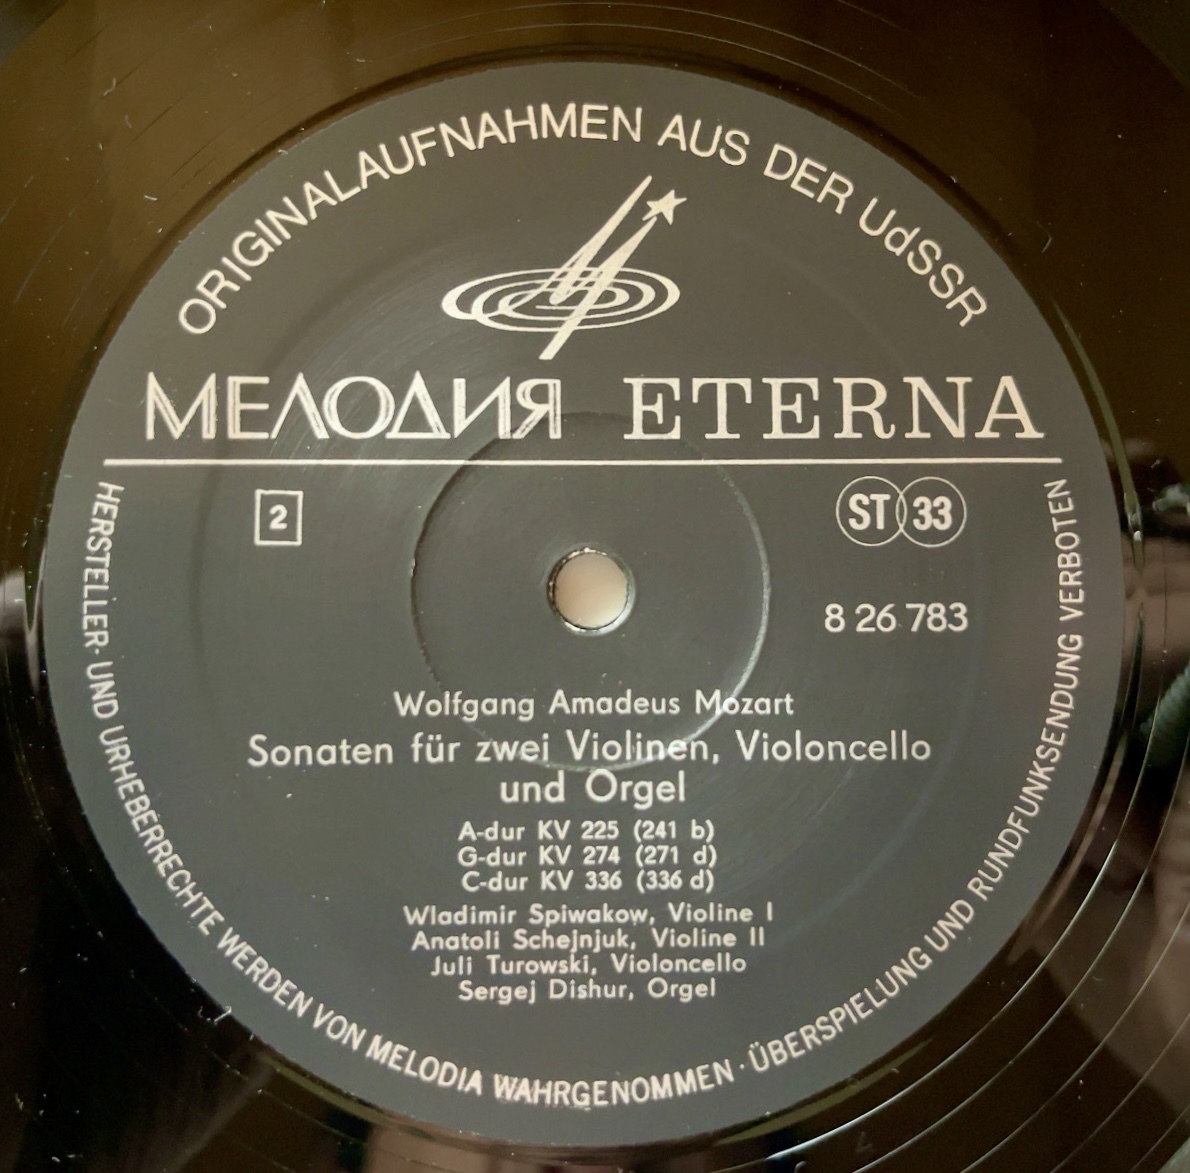 ORIGINALAUFNAHMEN AUS DER UdSSR
МЕЛОДИЯ ETERNA
2
ST 33
8 26 783
Wolfgang Amadeus Mozart
Sonaten für zwei Violinen, Violoncello
und Orgel
A-dur KV 225 (241 b)
G-dur KV 274 (271 d)
C-dur KV 336 (336 d)
Wladimir Spiwakow, Violine I
Anatoli Schejnjuk, Violine II
Juli Turowski, Violoncello
Sergej Dishur, Orgel
HERSTELLER- UND URHEBERRECHTE WERDEN VON MELODIA WAHRGENOMMEN · ÜBERSPIELUNG UND RUNDFUNKSENDUNG VERBOTEN